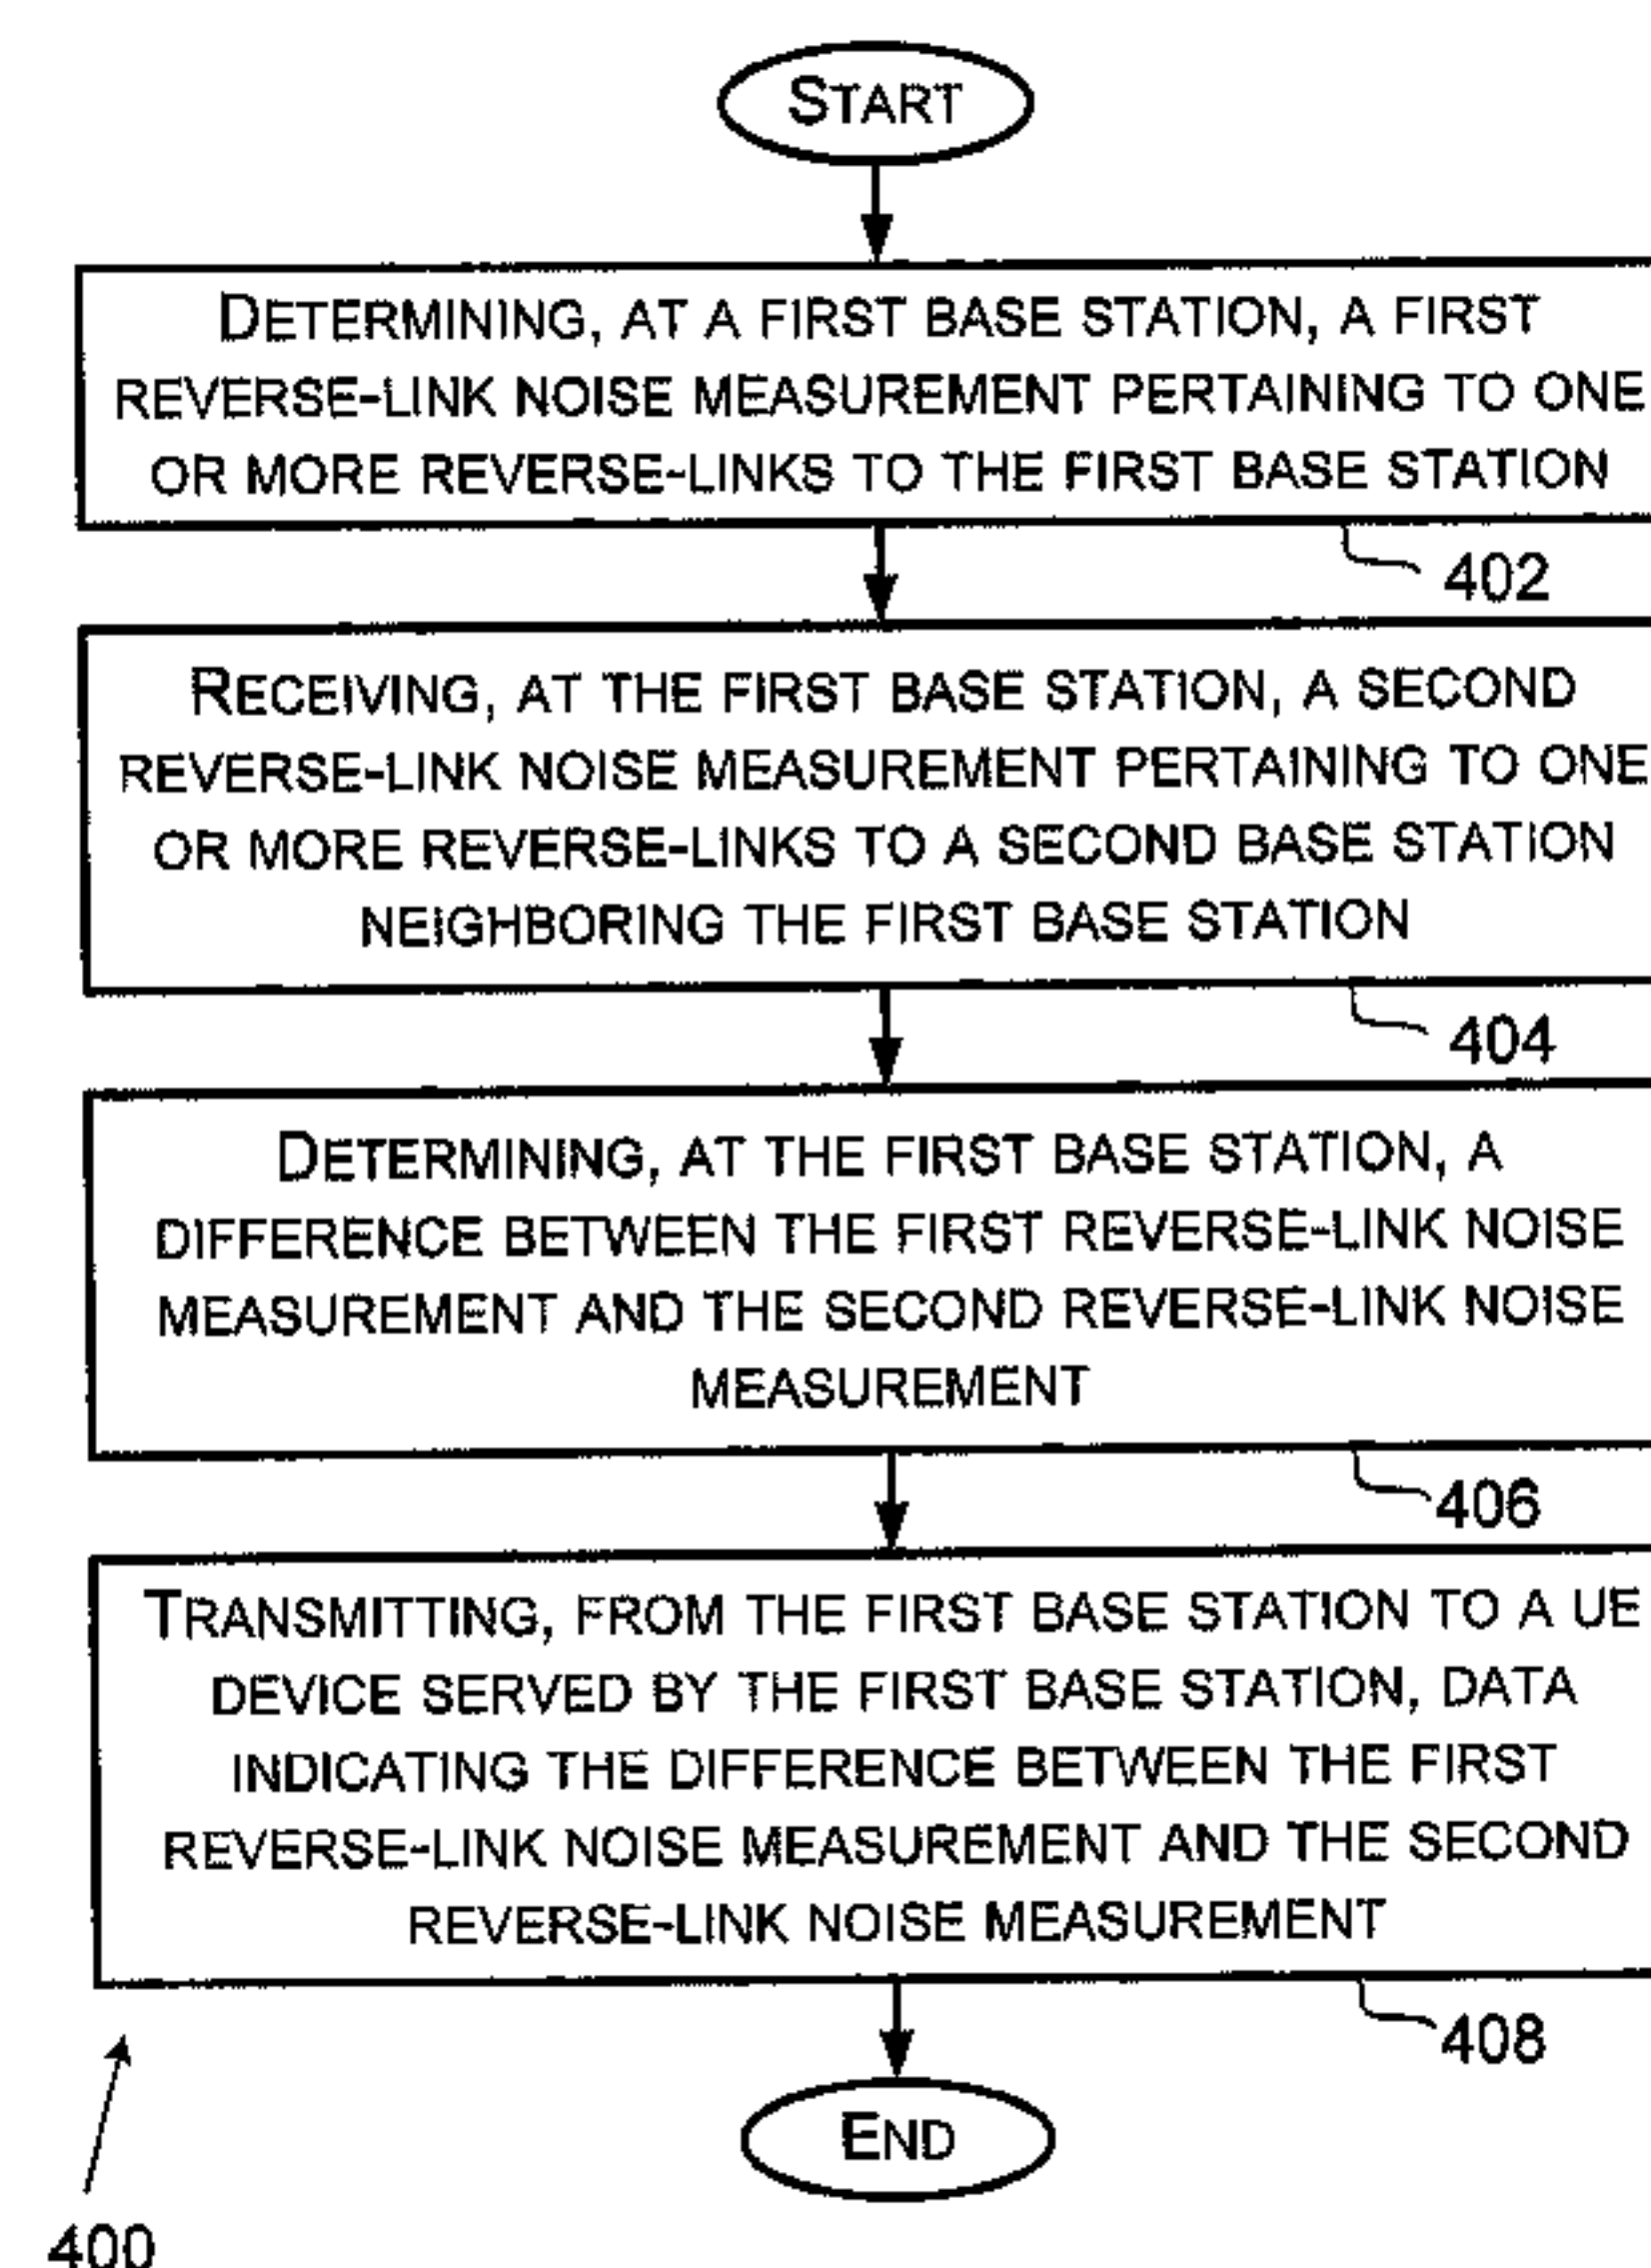 START
DETERMINING, AT A FIRST BASE STATION, A FIRST
REVERSE-LINK NOISE MEASUREMENT PERTAINING TO ONE
OR MORE REVERSE-LINKS TO THE FIRST BASE STATION
402
RECEIVING, AT THE FIRST BASE STATION, A SECOND
REVERSE-LINK NOISE MEASUREMENT PERTAINING TO ONE
OR MORE REVERSE-LINKS TO A SECOND BASE STATION
NEIGHBORING THE FIRST BASE STATION
404
DETERMINING, AT THE FIRST BASE STATION, A
DIFFERENCE BETWEEN THE FIRST REVERSE-LINK NOISE
MEASUREMENT AND THE SECOND REVERSE-LINK NOISE
MEASUREMENT
406
TRANSMITTING, FROM THE FIRST BASE STATION TO A UE
DEVICE SERVED BY THE FIRST BASE STATION, DATA
INDICATING THE DIFFERENCE BETWEEN THE FIRST
REVERSE-LINK NOISE MEASUREMENT AND THE SECOND
REVERSE-LINK NOISE MEASUREMENT
408
END
400